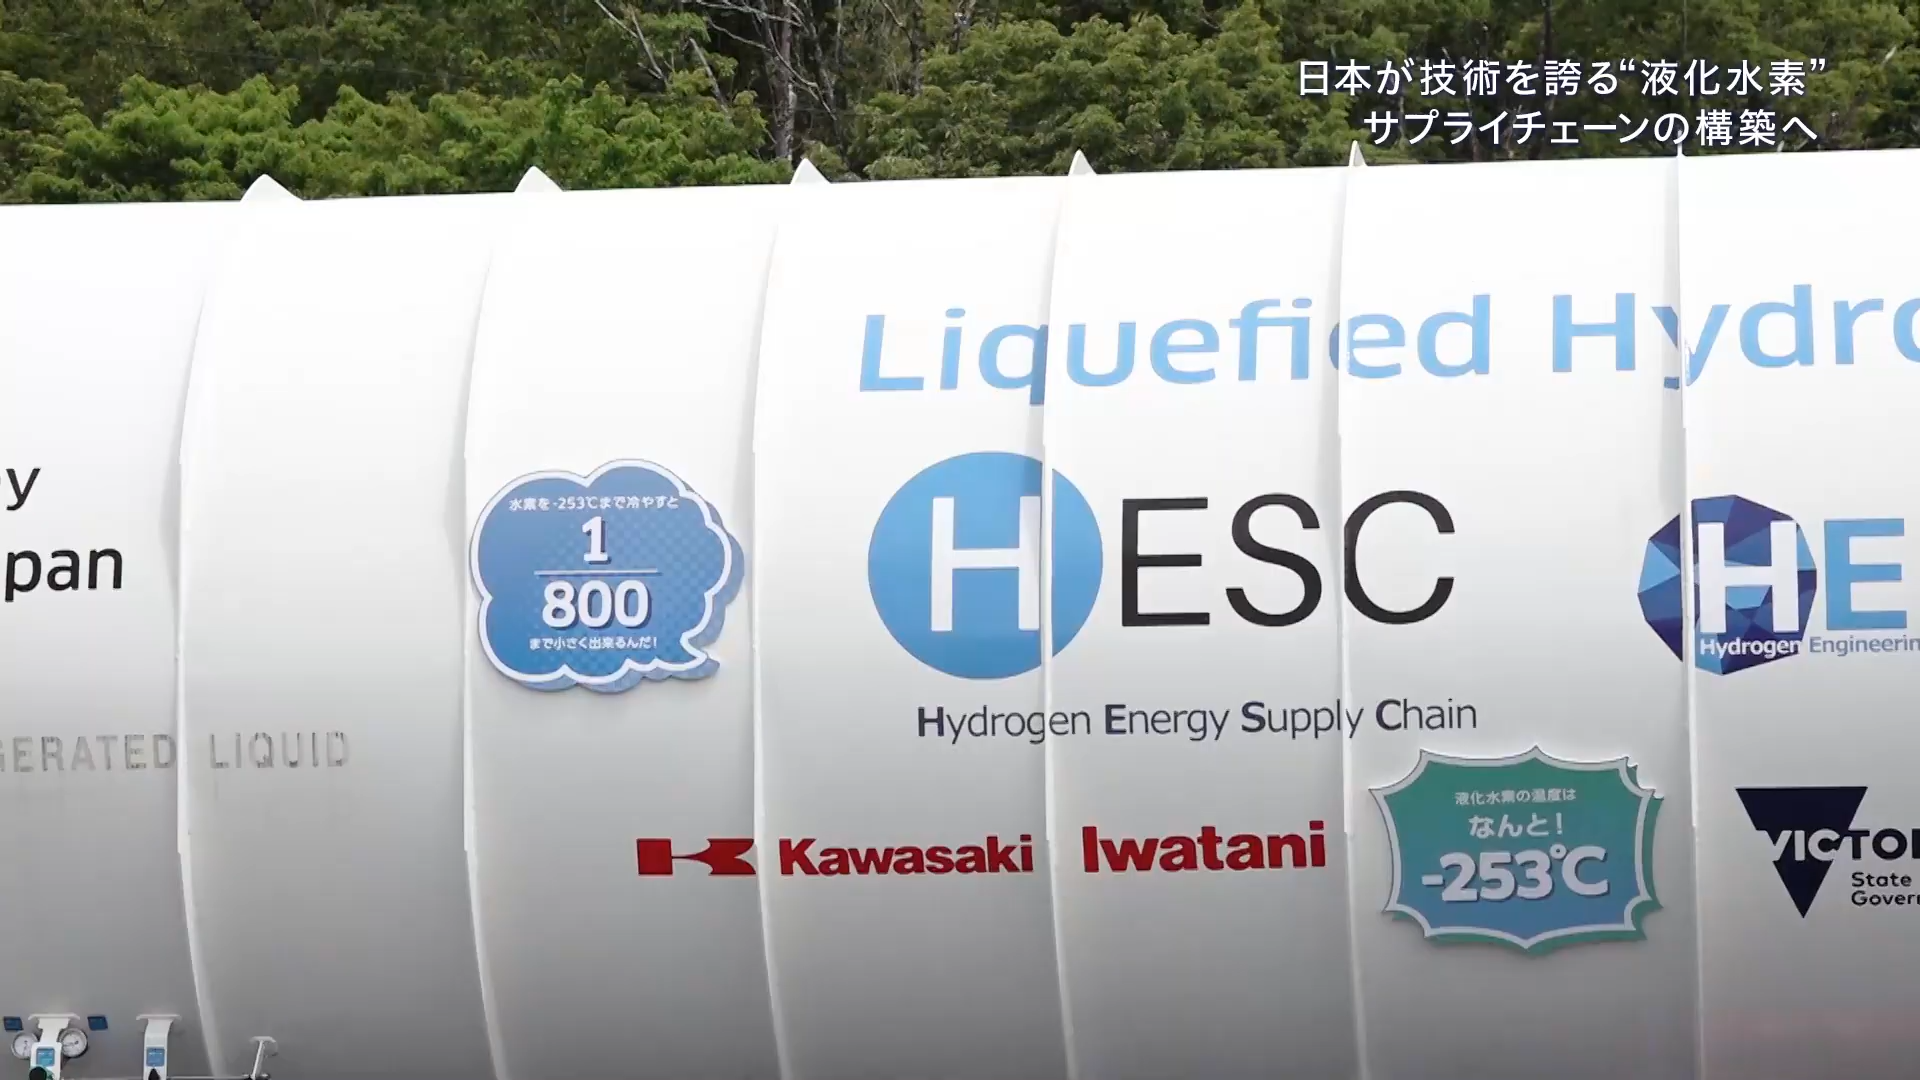 日本が技術を誇る“液化水素”
サプライチェーンの構築へ
Liquefied Hydro
y
pan
水素を-253℃まで冷やすと
1
800
まで小さく出来るんだ!
HESC
Hydrogen Energy Supply Chain
HE
Hydrogen Engineerin
GERATED LIQUID
Kawasaki
Iwatani
液化水素の温度は
なんと!
-253℃
VICTOR
State
Govern